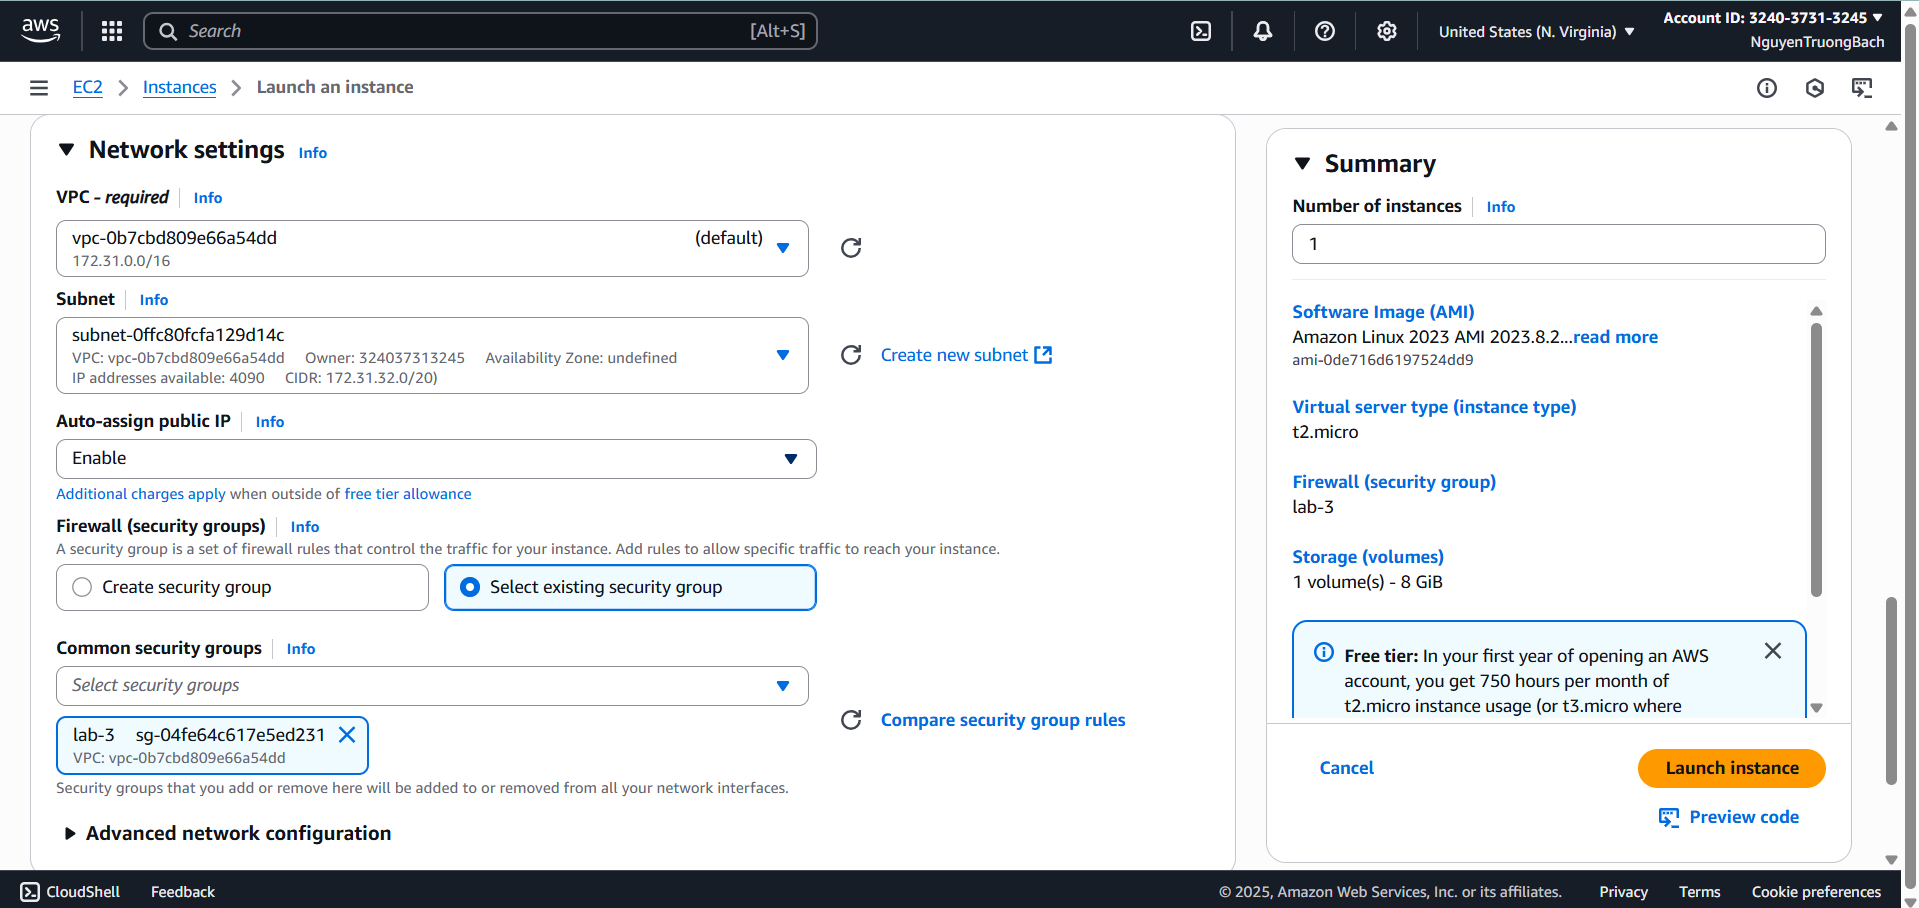 aws
Search [Alt+S]
United States (N. Virginia)
Account ID: 3240-3731-3245
NguyenTruongBach
EC2 Instances Launch an instance
Network settings Info
VPC - required Info
vpc-0b7cbd809e66a54dd (default)
172.31.0.0/16
Subnet Info
subnet-0ffc80fcfa129d14c
VPC: vpc-0b7cbd809e66a54dd Owner: 324037313245 Availability Zone: undefined
IP addresses available: 4090 CIDR: 172.31.32.0/20)
Create new subnet
Auto-assign public IP Info
Enable
Additional charges apply when outside of free tier allowance
Firewall (security groups) Info
A security group is a set of firewall rules that control the traffic for your instance. Add rules to allow specific traffic to reach your instance.
Create security group
Select existing security group
Common security groups Info
Select security groups
lab-3 sg-04fe64c617e5ed231
VPC: vpc-0b7cbd809e66a54dd
Compare security group rules
Security groups that you add or remove here will be added to or removed from all your network interfaces.
Advanced network configuration
Summary
Number of instances Info
1
Software Image (AMI)
Amazon Linux 2023 AMI 2023.8.2...read more
ami-0de716d6197524dd9
Virtual server type (instance type)
t2.micro
Firewall (security group)
lab-3
Storage (volumes)
1 volume(s) - 8 GiB
Free tier: In your first year of opening an AWS
account, you get 750 hours per month of
t2.micro instance usage (or t3.micro where
Cancel
Launch instance
Preview code
CloudShell Feedback
© 2025, Amazon Web Services, Inc. or its affiliates. Privacy Terms Cookie preferences